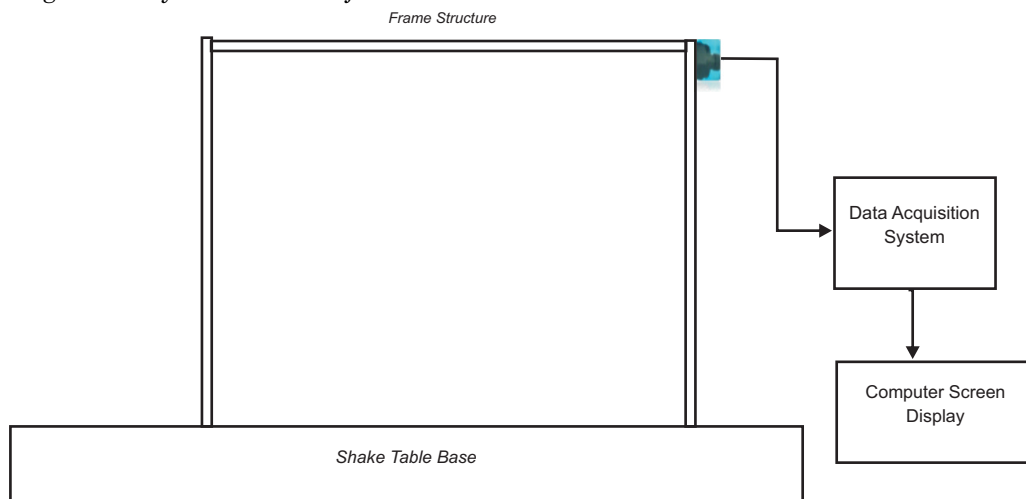 Frame Structure
Data Acquisition
System
Computer Screen
Display
Shake Table Base